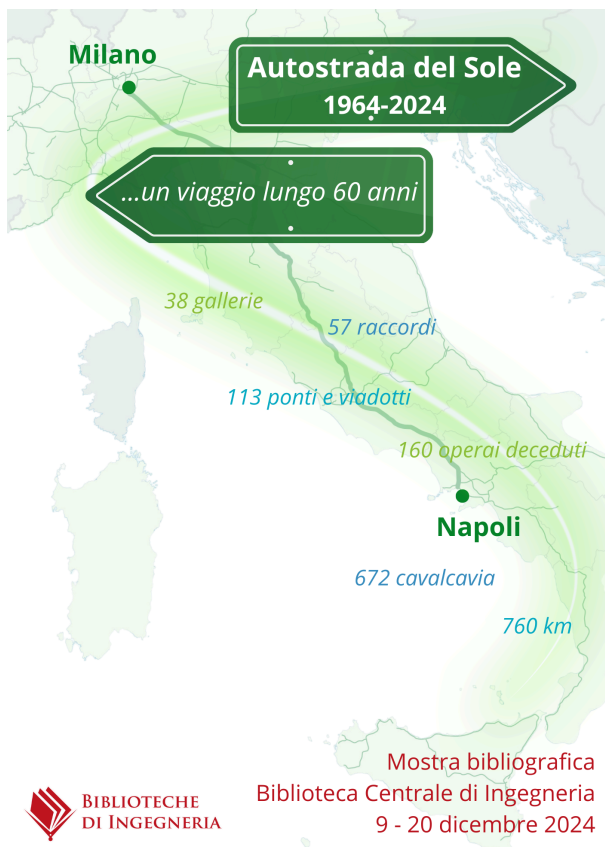 Milano
Autostrada del Sole
1964-2024
...un viaggio lungo 60 anni
38 gallerie
57 raccordi
113 ponti e viadotti
160 operai deceduti
Napoli
672 cavalcavia
760 km
Mostra bibliografica
Biblioteca Centrale di Ingegneria
9 - 20 dicembre 2024
Biblioteche
di Ingegneria